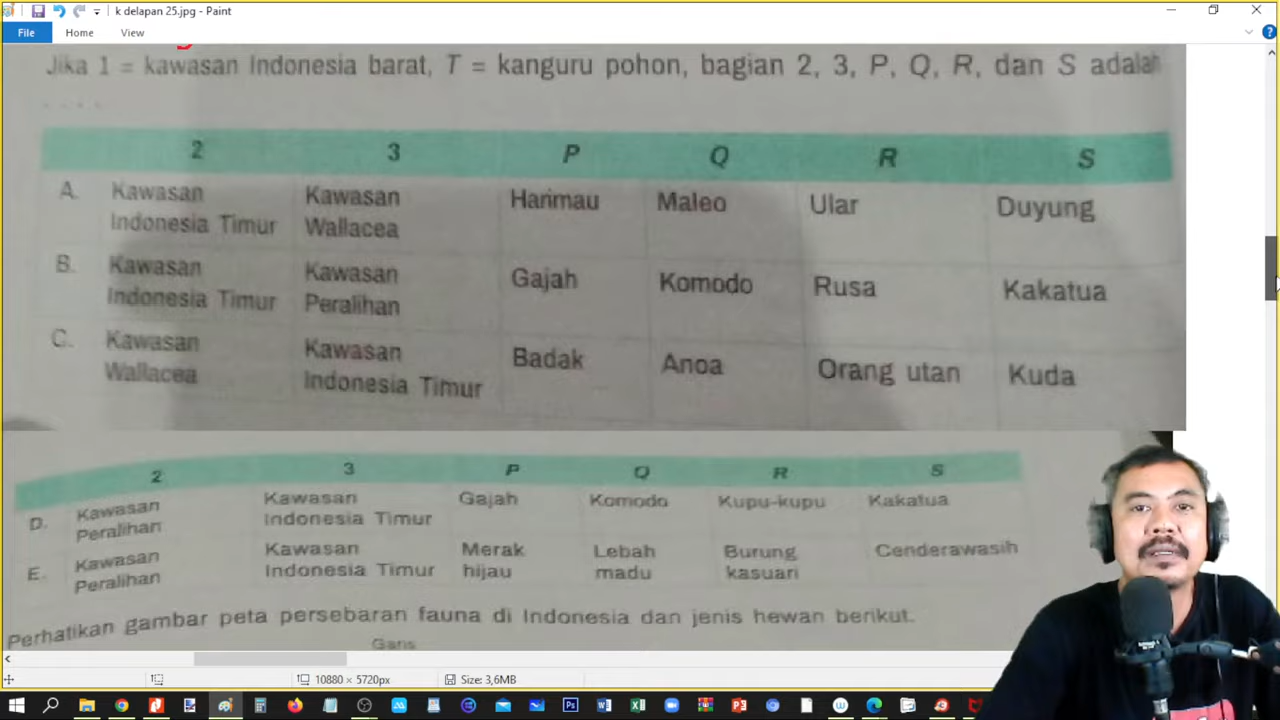 k delapan 25.jpg - Paint
File Home View
Jika 1 = kawasan Indonesia barat, T = kanguru pohon, bagian 2, 3, P, Q, R, dan S adalah
. . . .
2 3 P Q R S
A. Kawasan Indonesia Timur Kawasan Wallacea Harimau Maleo Ular Duyung
B. Kawasan Indonesia Timur Kawasan Peralihan Gajah Komodo Rusa Kakatua
C. Kawasan Wallacea Kawasan Indonesia Timur Badak Anoa Orang utan Kuda
2 3 P Q R S
D. Kawasan Peralihan Kawasan Indonesia Timur Gajah Komodo Kupu-kupu Kakatua
E. Kawasan Peralihan Kawasan Indonesia Timur Merak hijau Lebah madu Burung kasuari Cenderawasih
Perhatikan gambar peta persebaran fauna di Indonesia dan jenis hewan berikut.
Garis
10880 × 5720px Size: 3,6MB